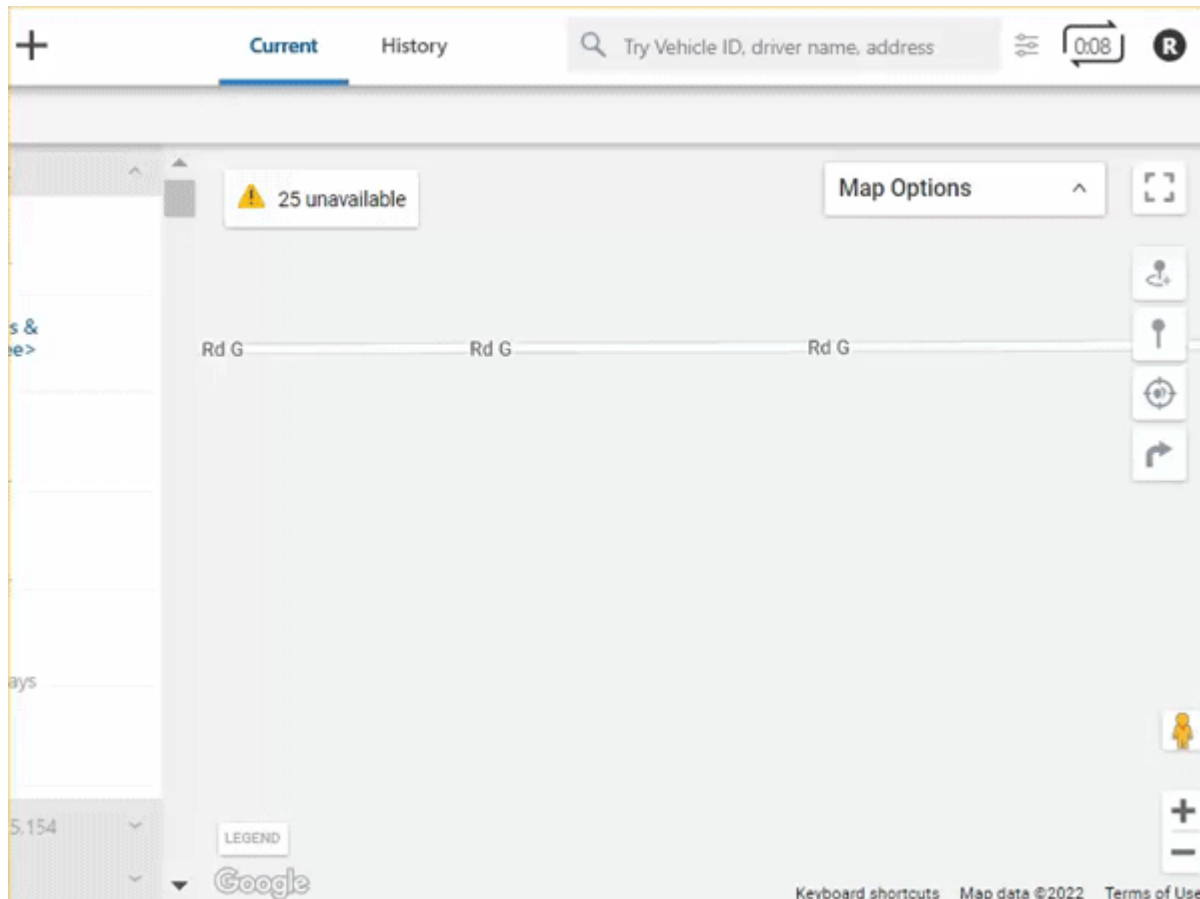 Current History Try Vehicle ID, driver name, address 0:08 R
25 unavailable Map Options
s &
ee>
Rd G Rd G Rd G
ays
5,154
LEGEND
Google
Keyboard shortcuts Map data ©2022 Terms of Use